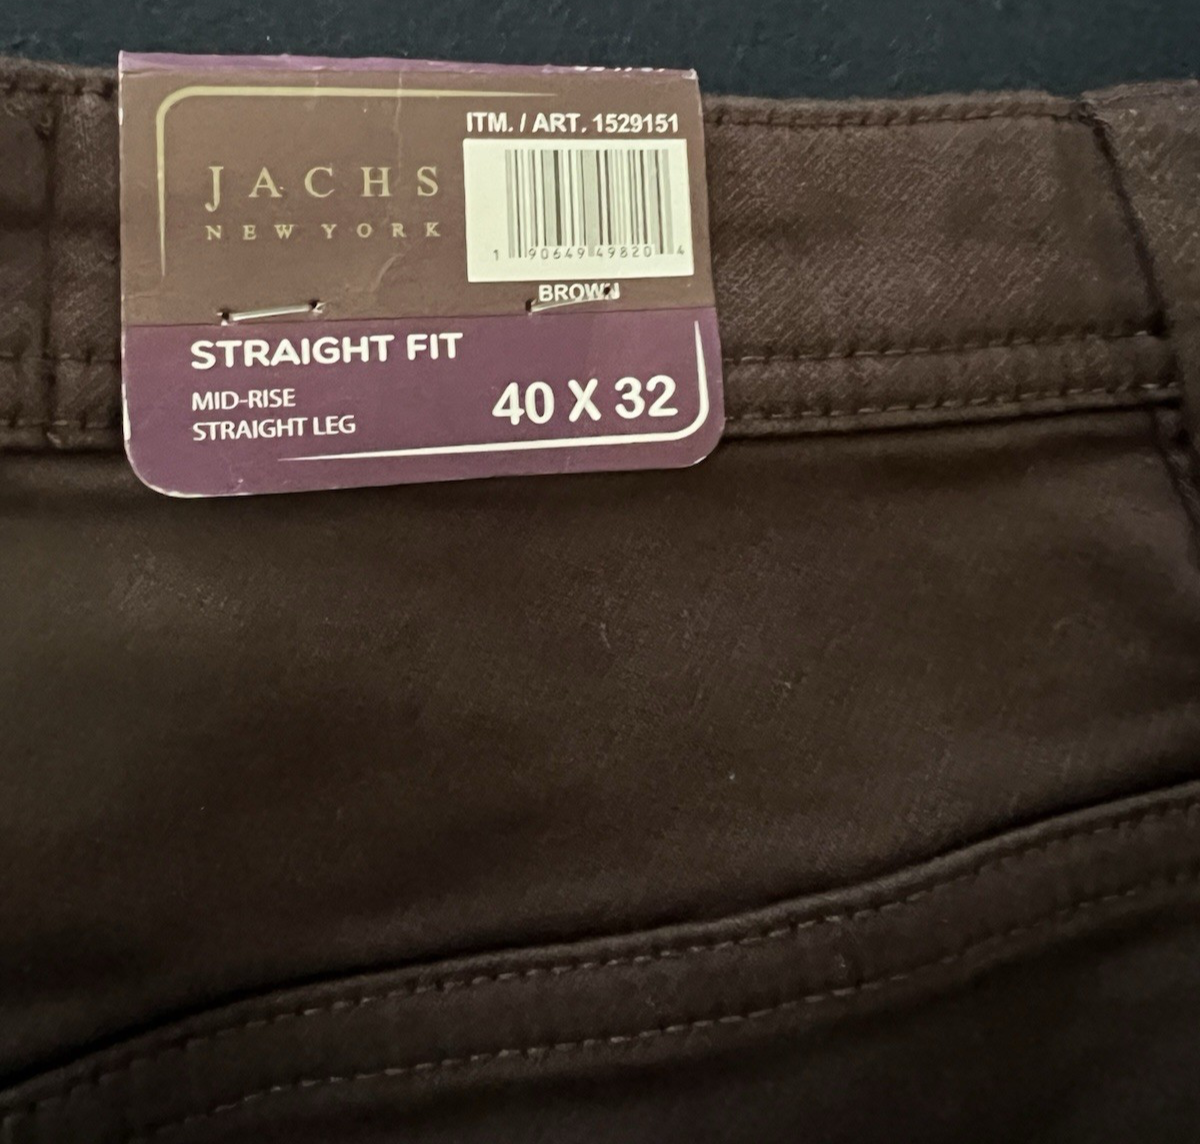 ITM. / ART. 1529151
JACHS
NEW YORK
1 90649 49820 4
BROWN
STRAIGHT FIT
MID-RISE
STRAIGHT LEG
40 X 32